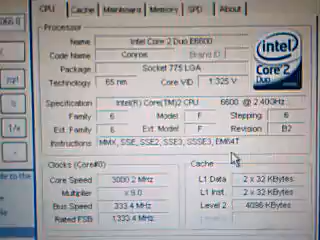 CPU Cache Mainboard Memory SPD About
Processor
Name Intel Core 2 Duo E6600
Code Name Conroe Brand ID
Package Socket 775 LGA
Technology 65 nm Core VID 1.325 V
intel
Core 2
Duo
Specification Intel(R) Core(TM)2 CPU 6600 @ 2.40GHz
Family 6 Model F Stepping 6
Ext. Family 6 Ext. Model F Revision B2
Instructions MMX, SSE, SSE2, SSE3, SSSE3, EM64T
Clocks (Core#0)
Core Speed 3000.2 MHz
Multiplier x 9.0
Bus Speed 333.4 MHz
Rated FSB 1333.4 MHz
Cache
L1 Data 2 x 32 KBytes
L1 Inst. 2 x 32 KBytes
Level 2 4096 KBytes
sqrt
1/x